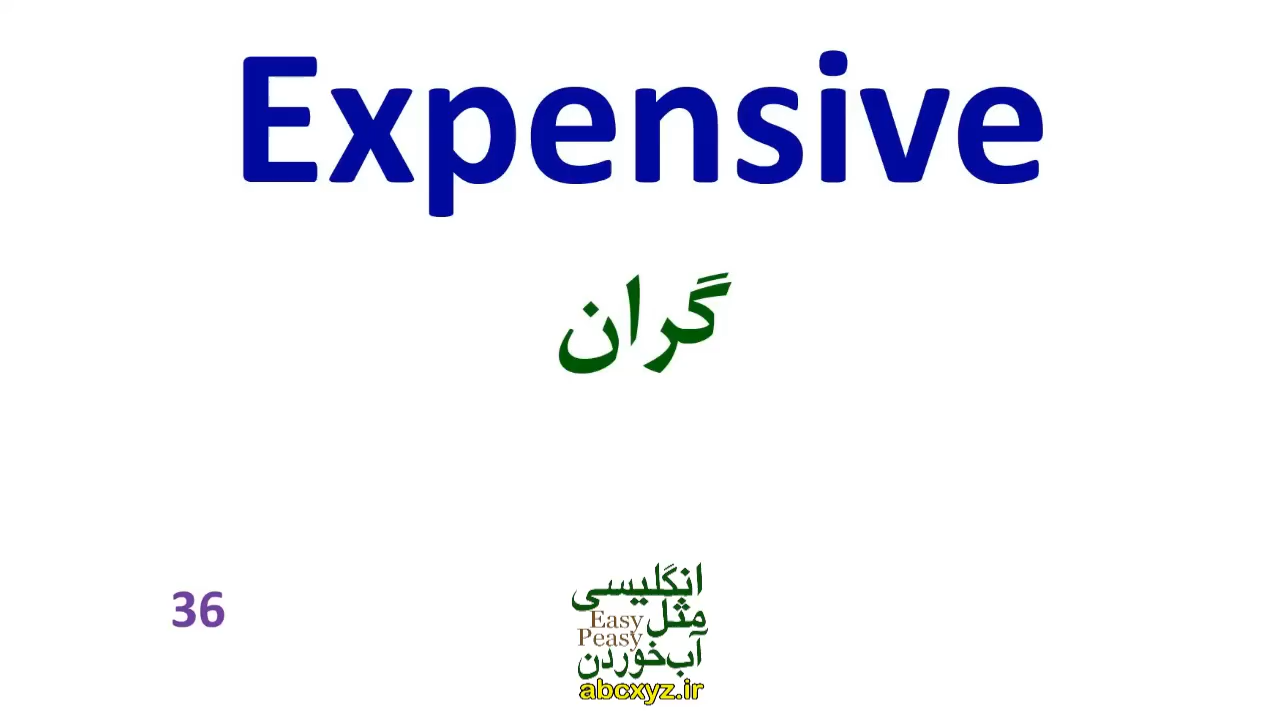 Expensive
گران
36
انگلیسی
مثل
Easy
Peasy
آب‌خوردن
abcxyz.ir